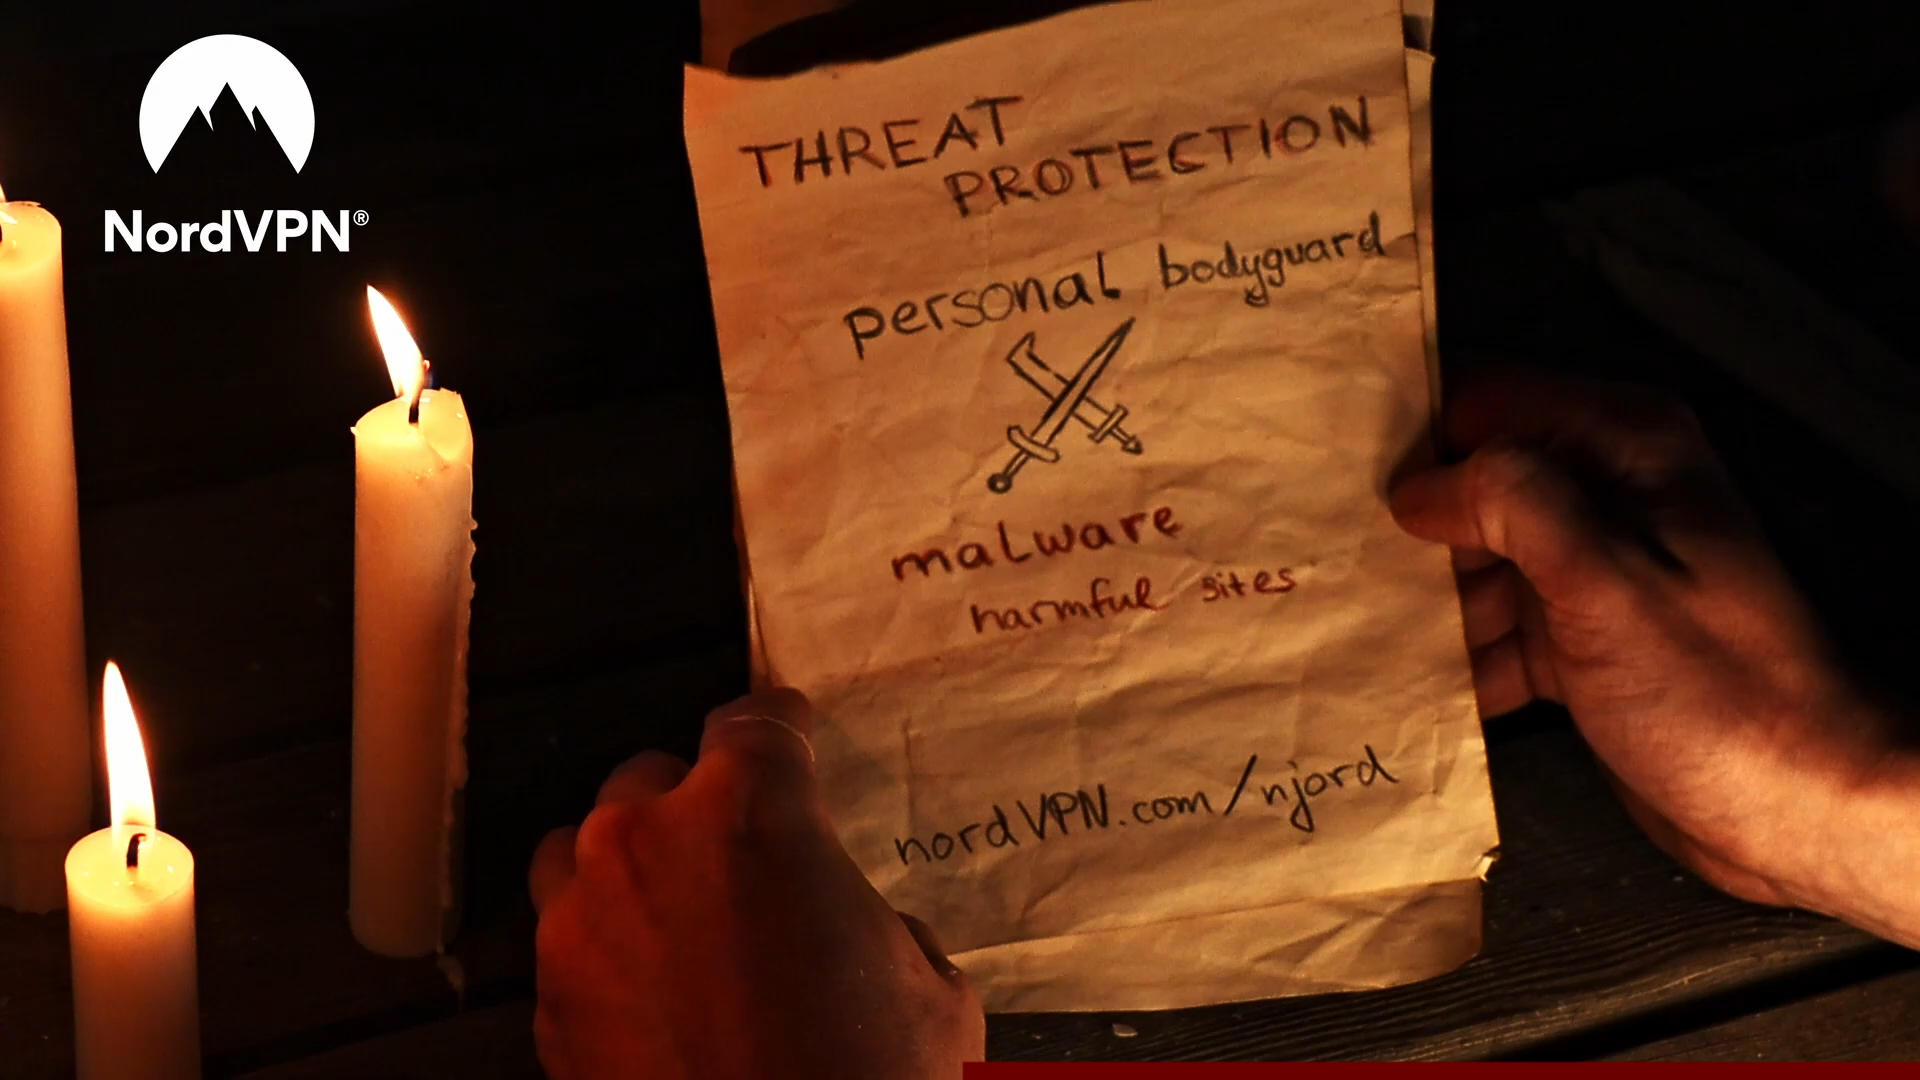 NordVPN®
THREAT
PROTECTION
personal bodyguard
malware
harmful sites
nordVPN.com/njord